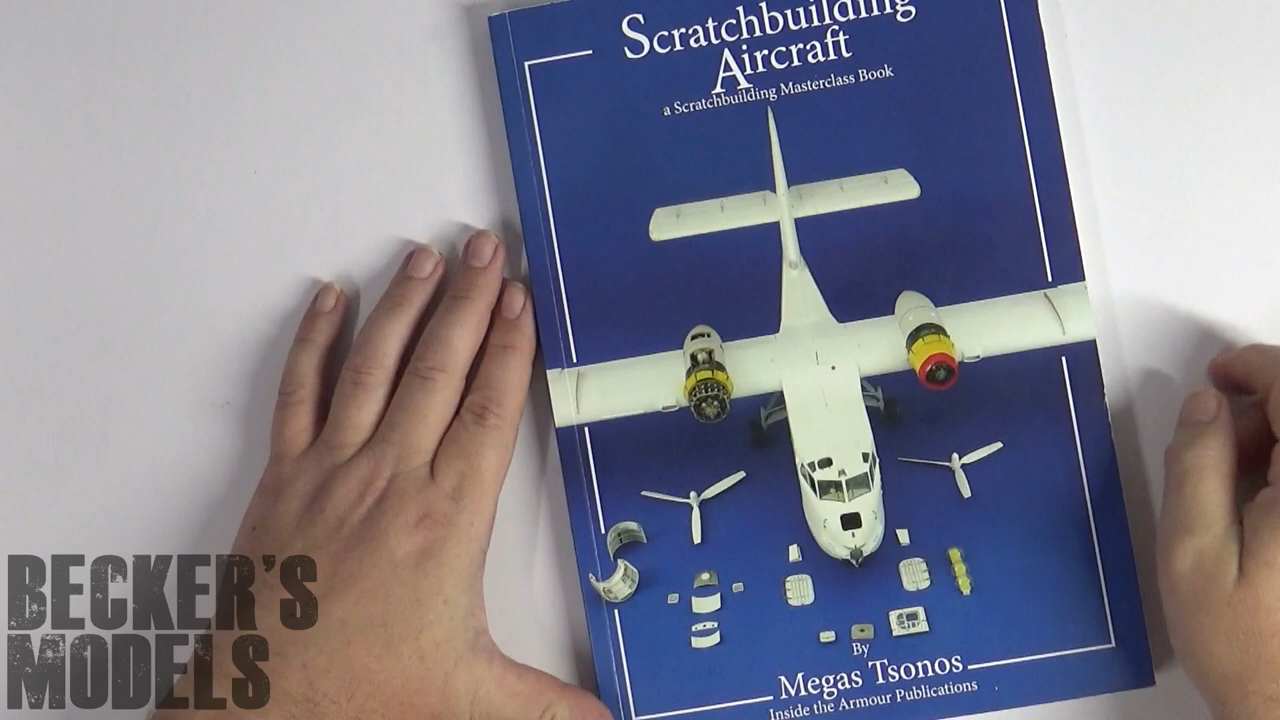 Scratchbuilding
Aircraft
a Scratchbuilding Masterclass Book
By
Megas Tsonos
Inside the Armour Publications
BECKER'S
MODELS